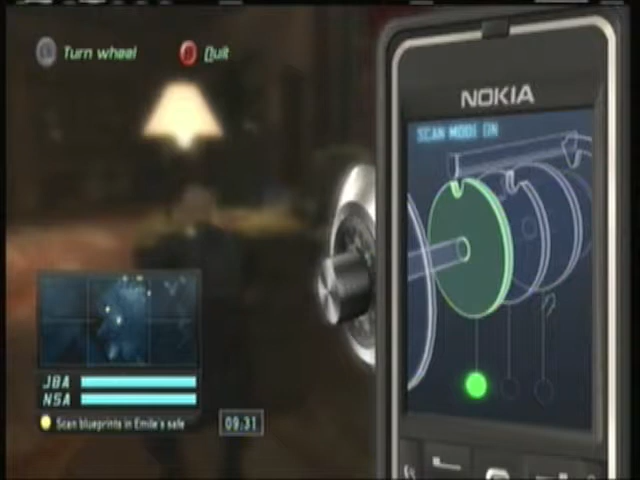 Turn wheel
Quit
NOKIA
SCAN MODE ON
JBA
NSA
Scan blueprints in Emile's safe
09:31